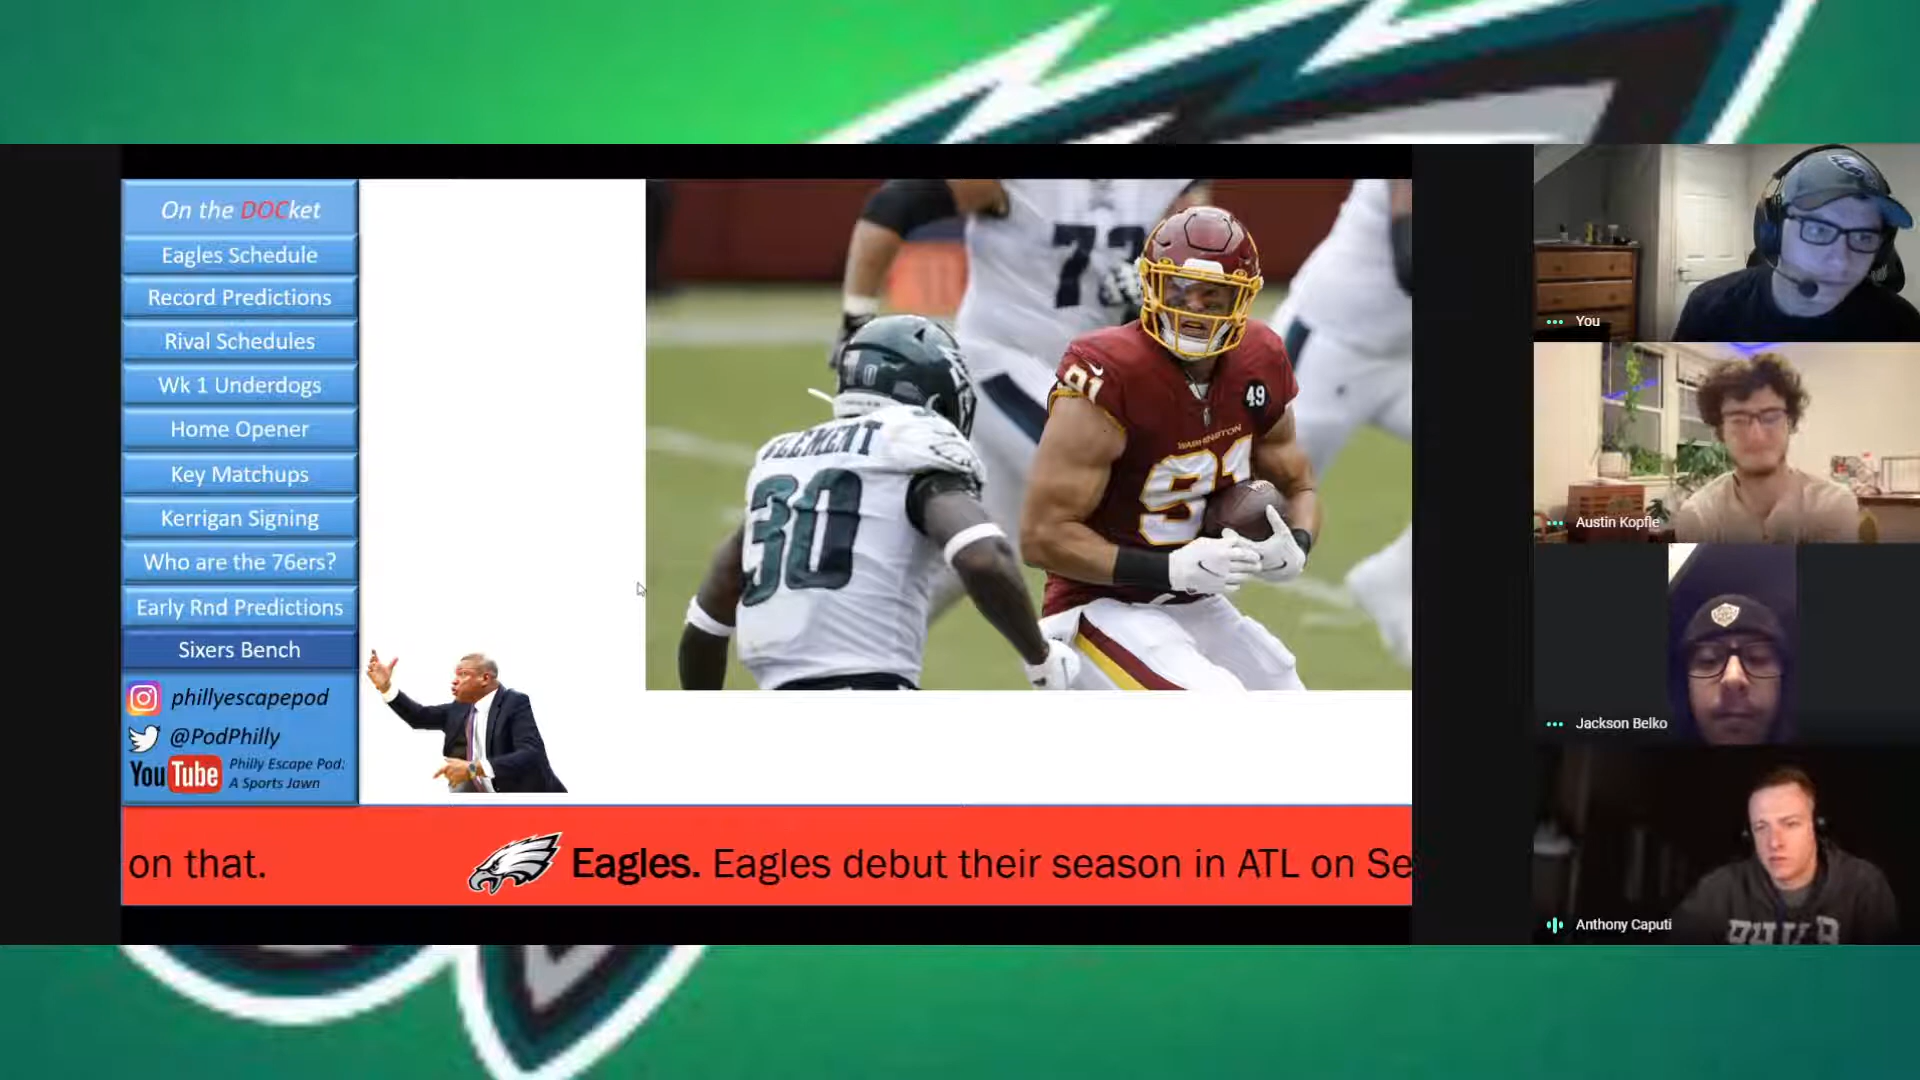 On the DOCket
Eagles Schedule
Record Predictions
Rival Schedules
Wk 1 Underdogs
Home Opener
Key Matchups
Kerrigan Signing
Who are the 76ers?
Early Rnd Predictions
Sixers Bench
phillyescapepod
@PodPhilly
YouTube
Philly Escape Pod:
A Sports Jawn
73
CLEMENT
30
91
49
WASHINGTON
91
on that.
Eagles. Eagles debut their season in ATL on Se
You
Austin Kopfle
Jackson Belko
Anthony Caputi